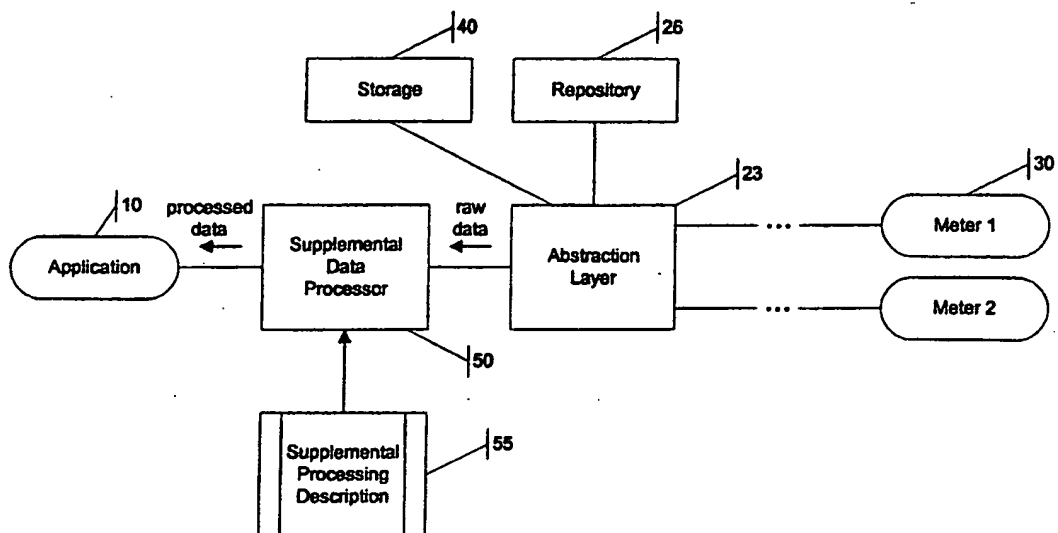 40
26
Storage
Repository
23
30
10
processed
data
raw
data
Meter 1
Application
Supplemental
Data
Processor
Abstraction
Layer
Meter 2
50
55
Supplemental
Processing
Description